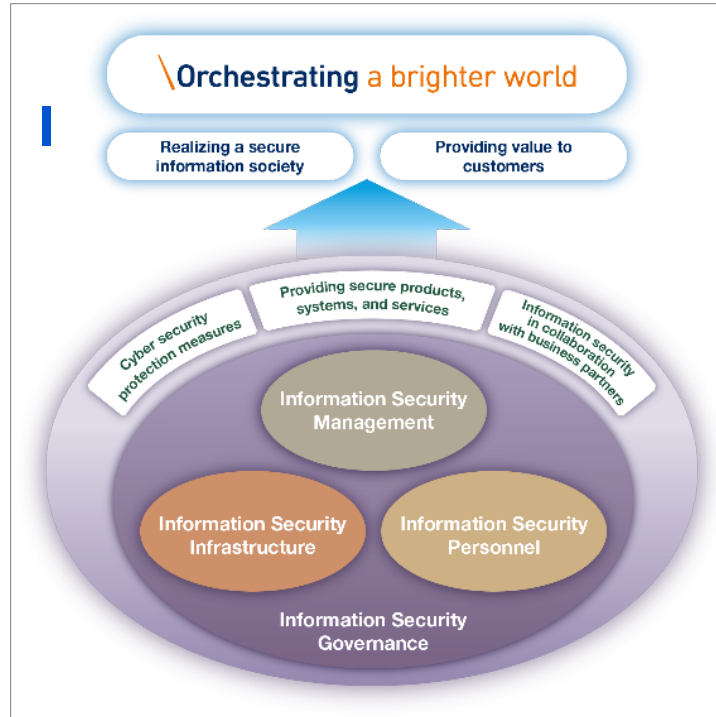 \Orchestrating a brighter world
Realizing a secure
information society
Providing value to
customers
Cyber security
protection measures
Providing secure products,
systems, and services
Information security
in collaboration
with business partners
Information Security
Management
Information Security
Infrastructure
Information Security
Personnel
Information Security
Governance